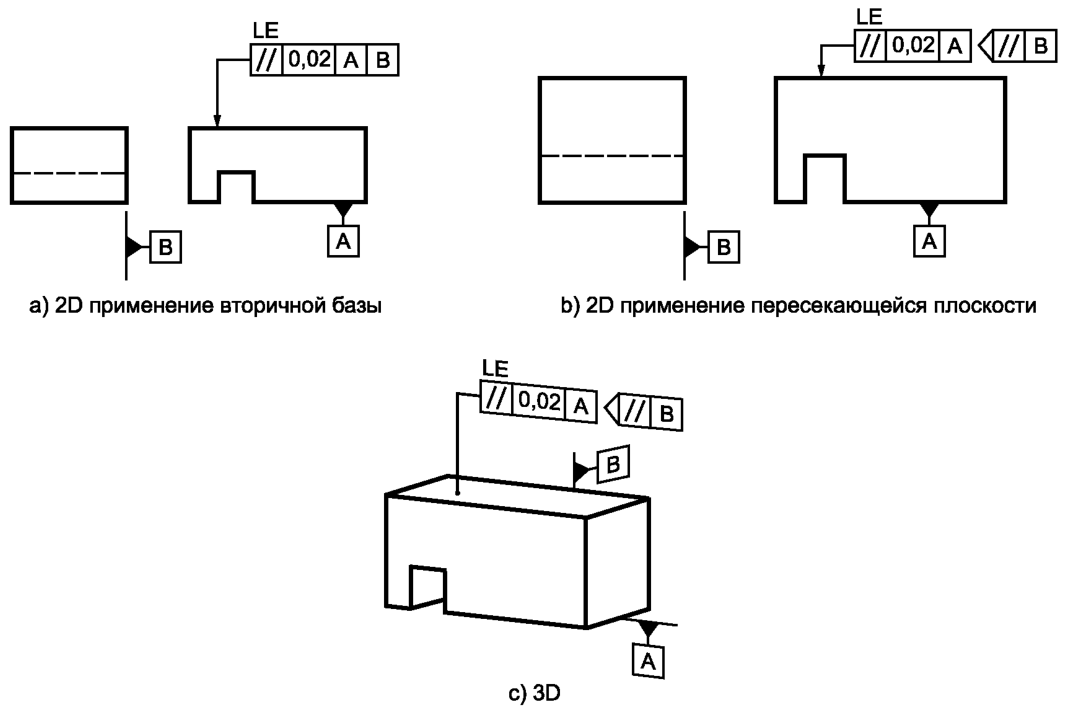 LE
// 0,02 A B
B
A
a) 2D применение вторичной базы
LE
// 0,02 A // B
B
A
b) 2D применение пересекающейся плоскости
LE
// 0,02 A // B
B
A
c) 3D